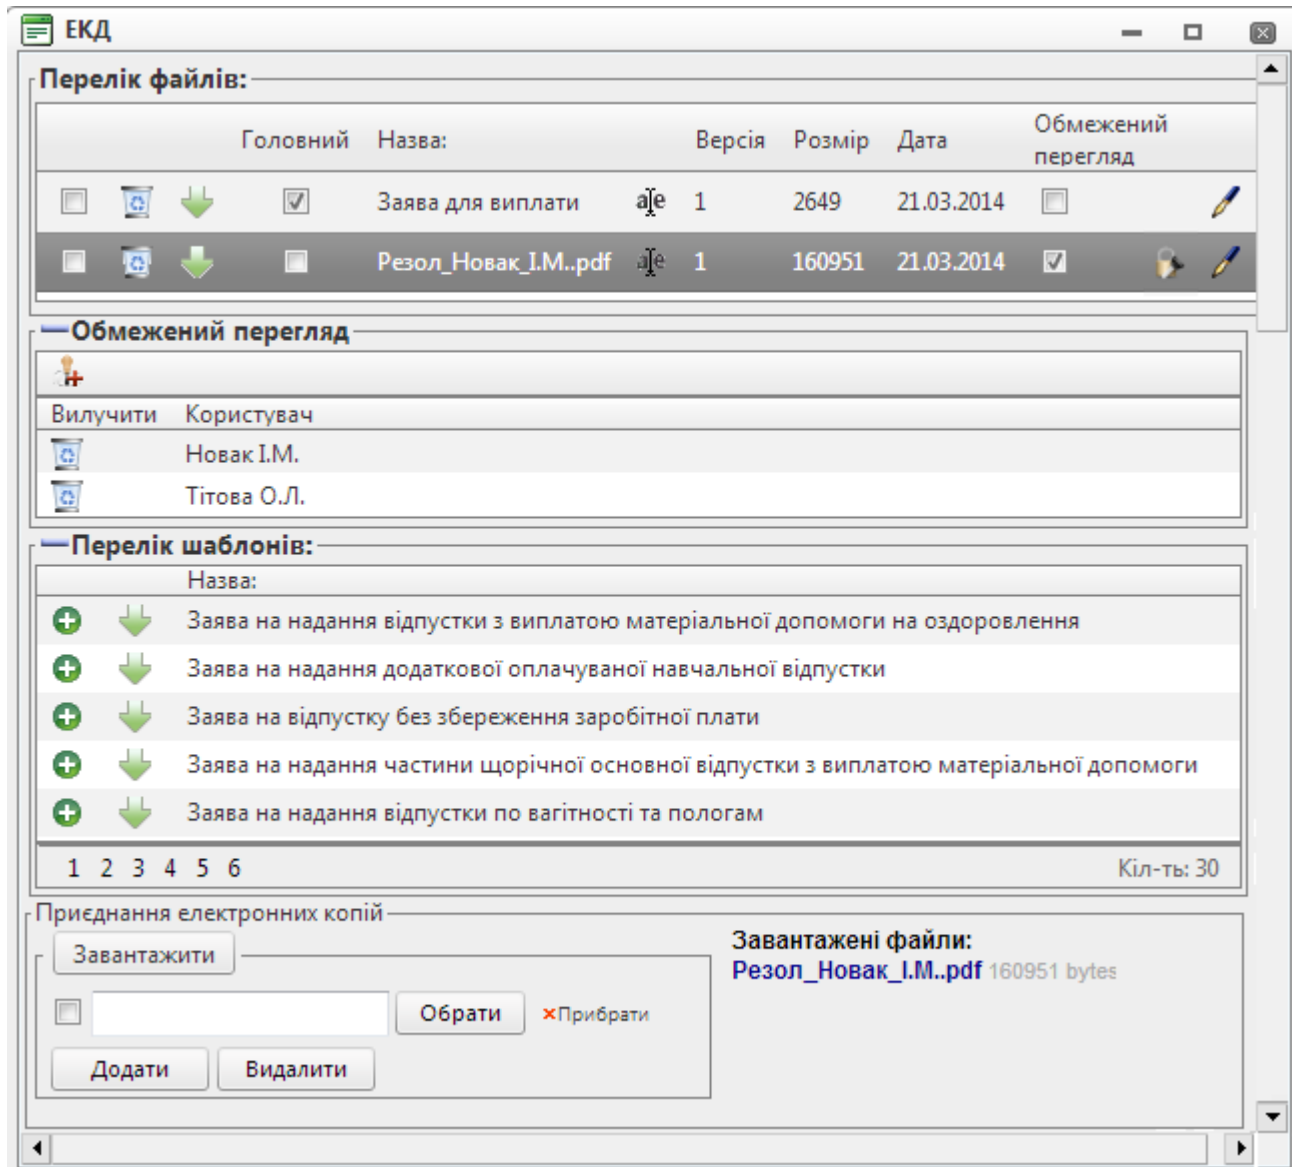 ЕКД
Перелік файлів:
Головний Назва: Версія Розмір Дата Обмежений перегляд
Заява для виплати a e 1 2649 21.03.2014
Резол_Новак_І.М..pdf a e 1 160951 21.03.2014
Обмежений перегляд
Вилучити Користувач
Новак І.М.
Тітова О.Л.
Перелік шаблонів:
Назва:
Заява на надання відпустки з виплатою матеріальної допомоги на оздоровлення
Заява на надання додаткової оплачуваної навчальної відпустки
Заява на відпустку без збереження заробітної плати
Заява на надання частини щорічної основної відпустки з виплатою матеріальної допомоги
Заява на надання відпустки по вагітності та пологам
1 2 3 4 5 6 Кіл-ть: 30
Приєднання електронних копій
Завантажити
Обрати ×Прибрати
Додати Видалити
Завантажені файли:
Резол_Новак_І.М..pdf 160951 bytes